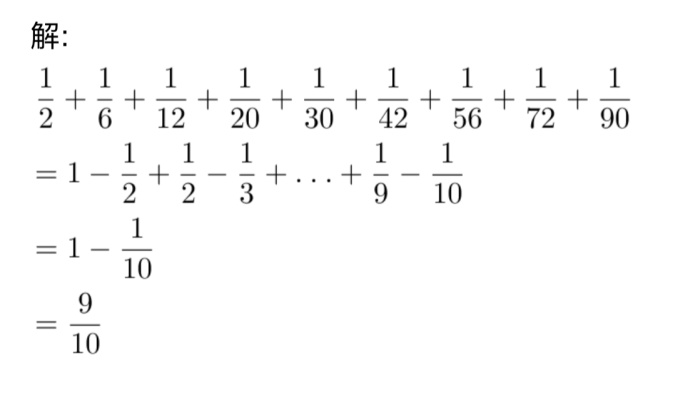 解:
1/2 + 1/6 + 1/12 + 1/20 + 1/30 + 1/42 + 1/56 + 1/72 + 1/90
= 1 − 1/2 + 1/2 − 1/3 + ... + 1/9 − 1/10
= 1 − 1/10
= 9/10